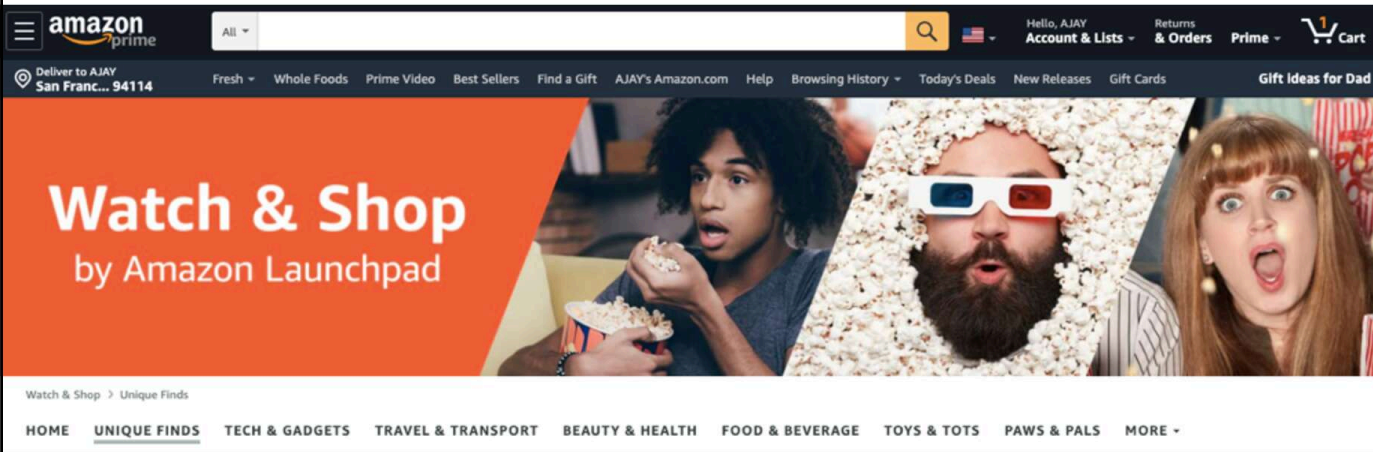 amazon
prime
All
Hello, AJAY
Account & Lists
Returns
& Orders
Prime
1
Cart
Deliver to AJAY
San Franc... 94114
Fresh
Whole Foods
Prime Video
Best Sellers
Find a Gift
AJAY's Amazon.com
Help
Browsing History
Today's Deals
New Releases
Gift Cards
Gift Ideas for Dad
Watch & Shop
by Amazon Launchpad
Watch & Shop > Unique Finds
HOME
UNIQUE FINDS
TECH & GADGETS
TRAVEL & TRANSPORT
BEAUTY & HEALTH
FOOD & BEVERAGE
TOYS & TOTS
PAWS & PALS
MORE